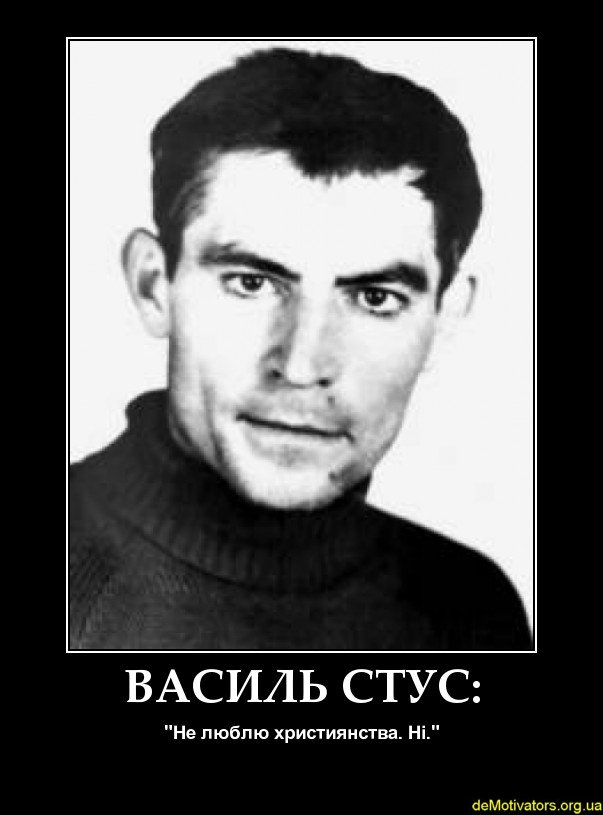 ВАСИЛЬ СТУС:
"Не люблю християнства. Ні."
deMotivators.org.ua